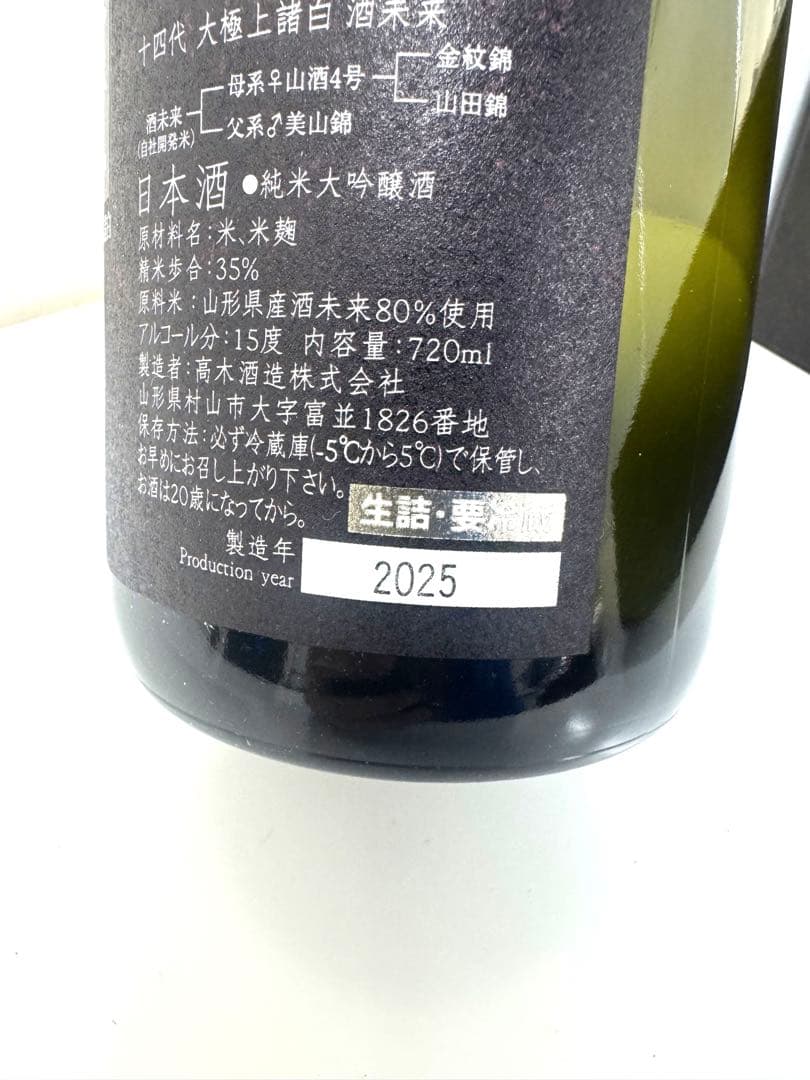 十四代 大極上諸白 酒未来
酒未来
(自社開発米)
母系♀山酒4号
金紋錦
山田錦
父系♂美山錦
日本酒 ●純米大吟醸酒
原材料名:米、米麹
精米歩合:35%
原料米:山形県産酒未来80%使用
アルコール分:15度 内容量:720ml
製造者:高木酒造株式会社
山形県村山市大字富並1826番地
保存方法:必ず冷蔵庫(-5℃から5℃)で保管し、
お早めにお召し上がり下さい。
お酒は20歳になってから。
生詰・要冷蔵
製造年
Production year
2025